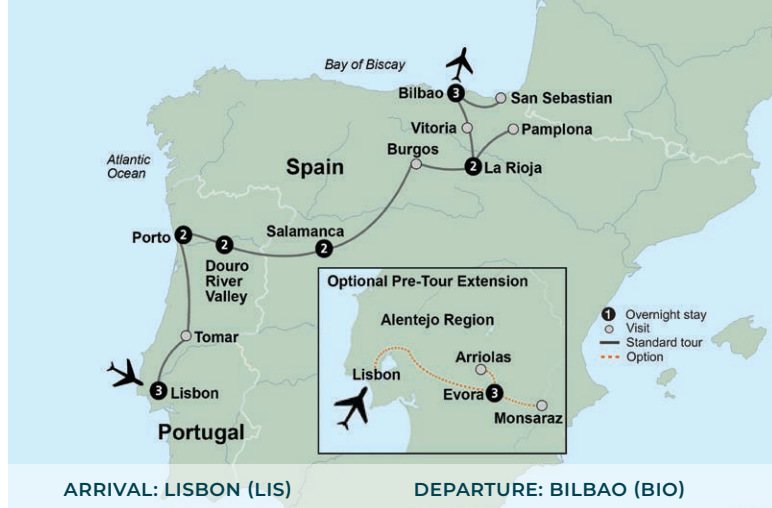 Bay of Biscay
Bilbao 3
San Sebastian
Vitoria
Pamplona
Burgos
2 La Rioja
Atlantic
Ocean
Spain
Porto 2
2
Douro
River
Valley
Salamanca
2
Tomar
3 Lisbon
Portugal
Optional Pre-Tour Extension
Alentejo Region
Arriolas
Lisbon
Evora 3
Monsaraz
1 Overnight stay
Visit
Standard tour
Option
ARRIVAL: LISBON (LIS)
DEPARTURE: BILBAO (BIO)